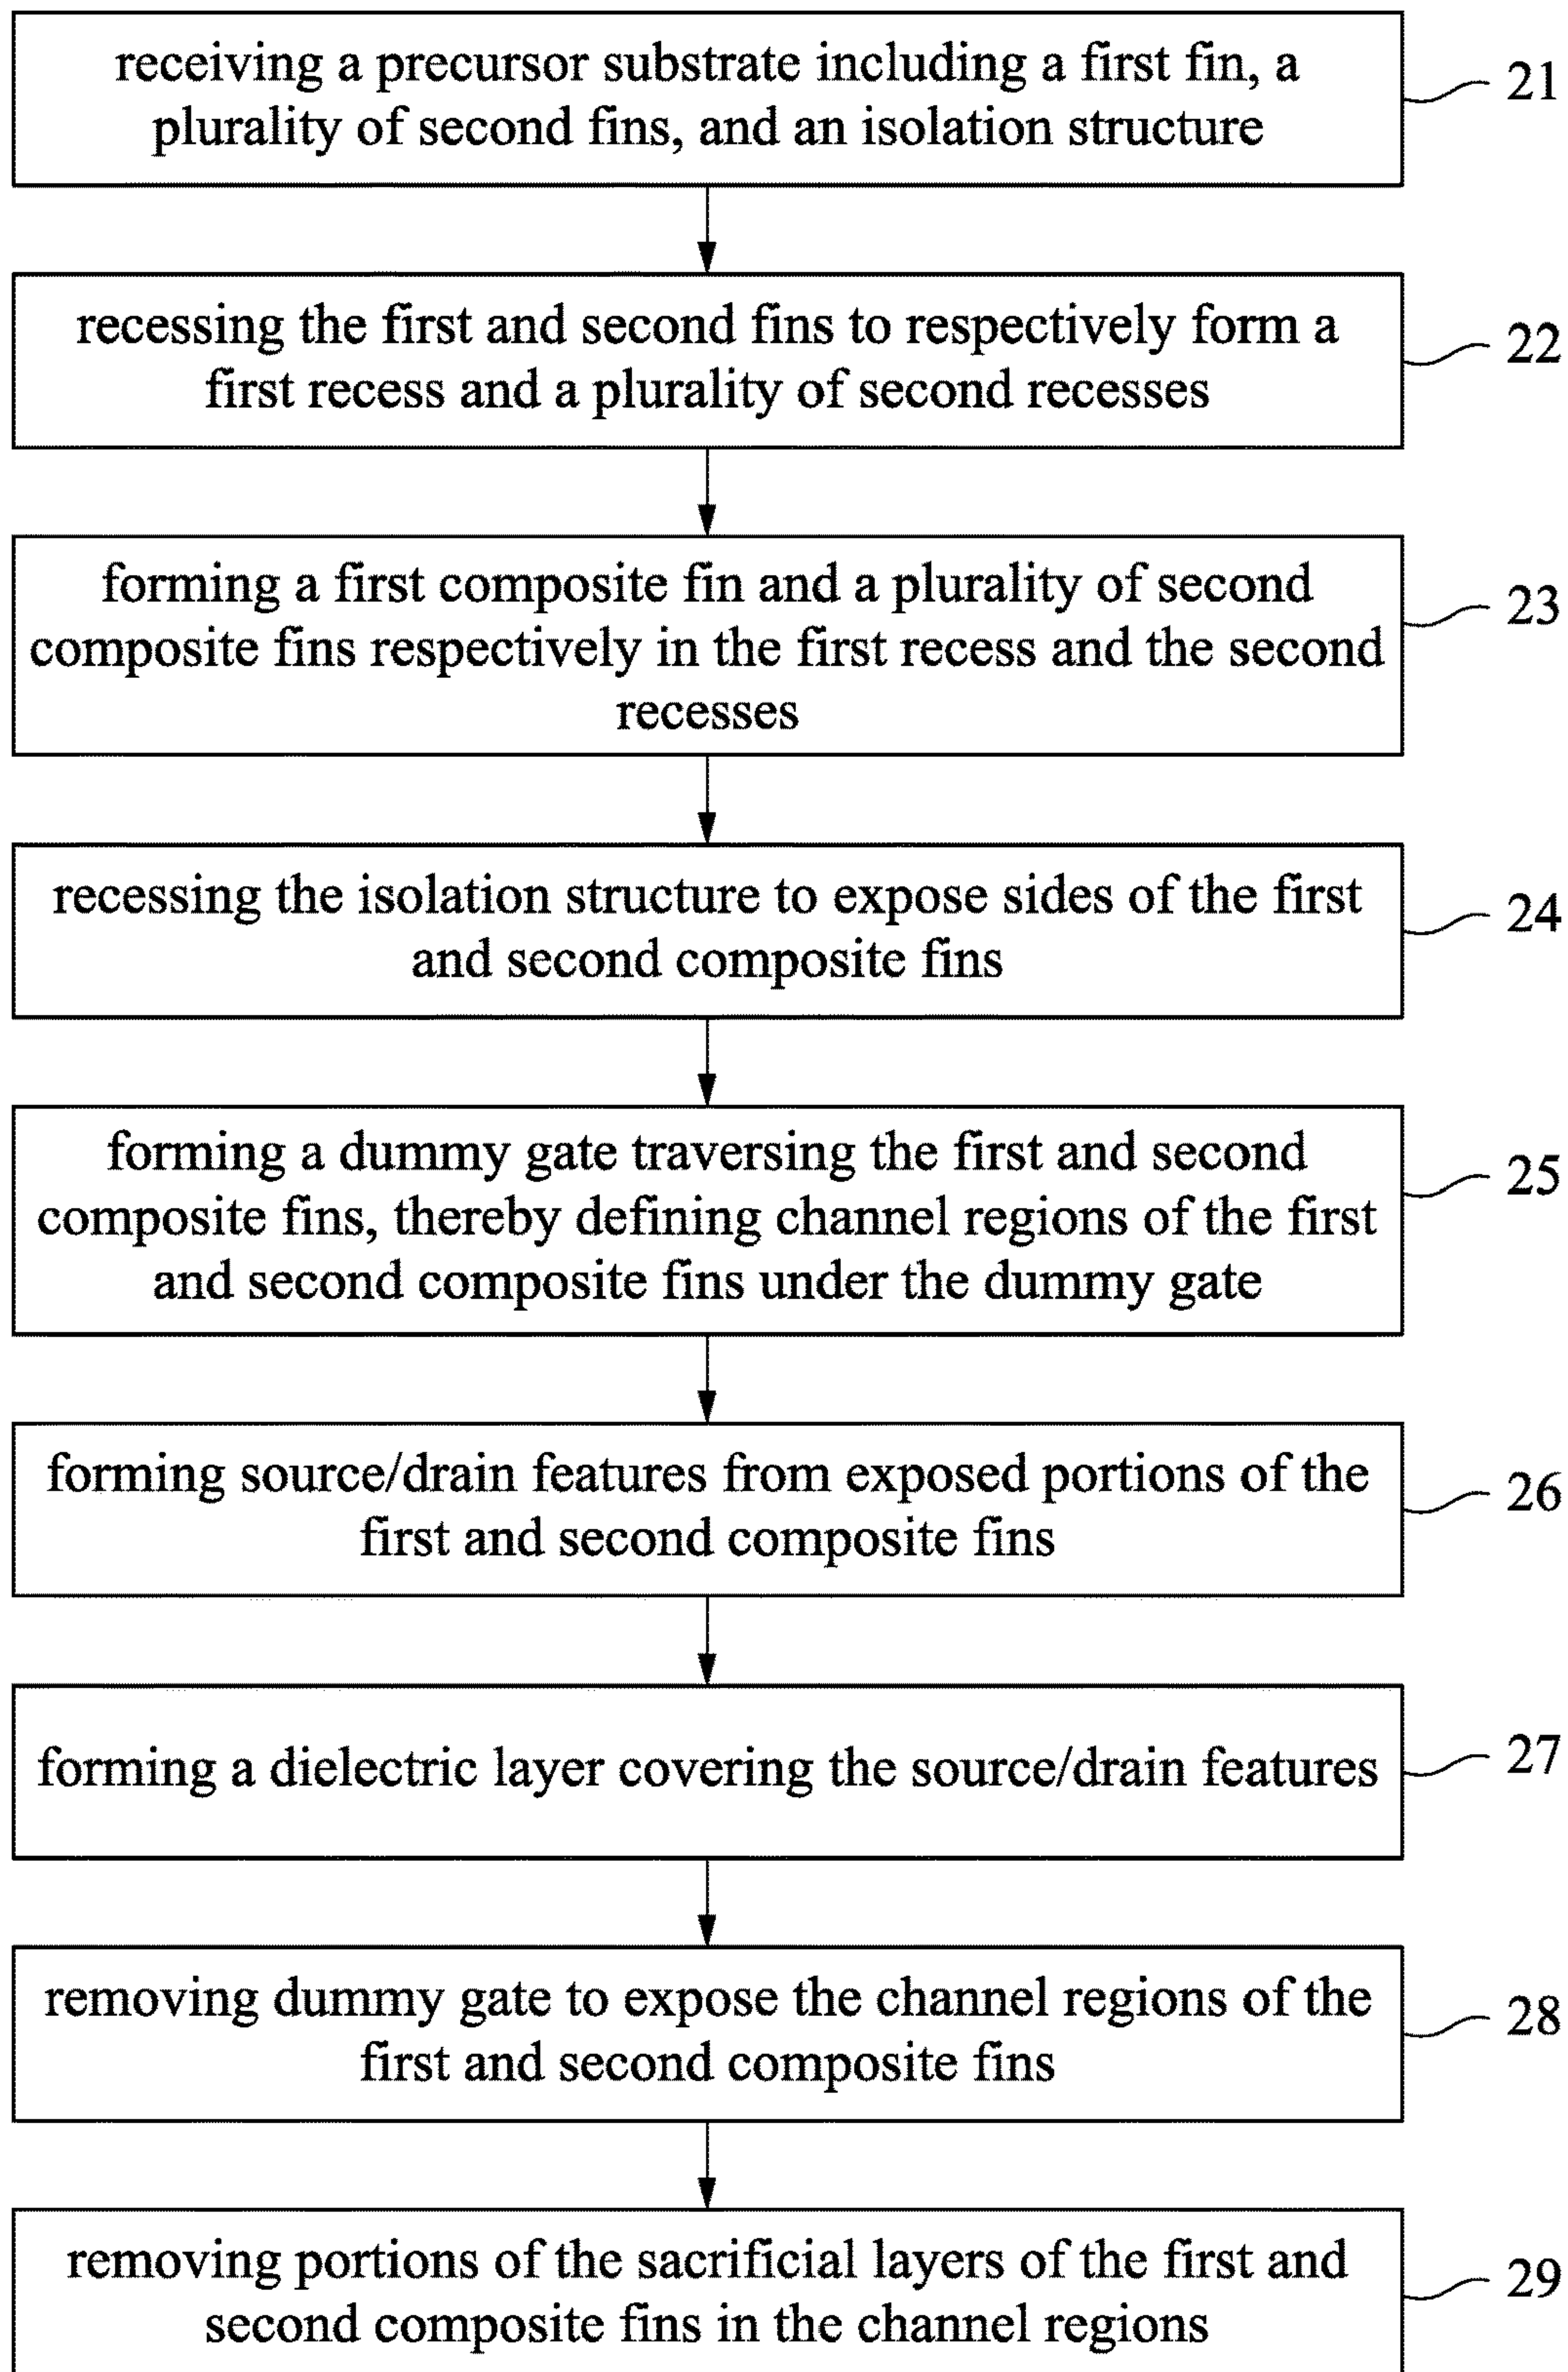 receiving a precursor substrate including a first fin, a
plurality of second fins, and an isolation structure
21
recessing the first and second fins to respectively form a
first recess and a plurality of second recesses
22
forming a first composite fin and a plurality of second
composite fins respectively in the first recess and the second
recesses
23
recessing the isolation structure to expose sides of the first
and second composite fins
24
forming a dummy gate traversing the first and second
composite fins, thereby defining channel regions of the first
and second composite fins under the dummy gate
25
forming source/drain features from exposed portions of the
first and second composite fins
26
forming a dielectric layer covering the source/drain features
27
removing dummy gate to expose the channel regions of the
first and second composite fins
28
removing portions of the sacrificial layers of the first and
second composite fins in the channel regions
29